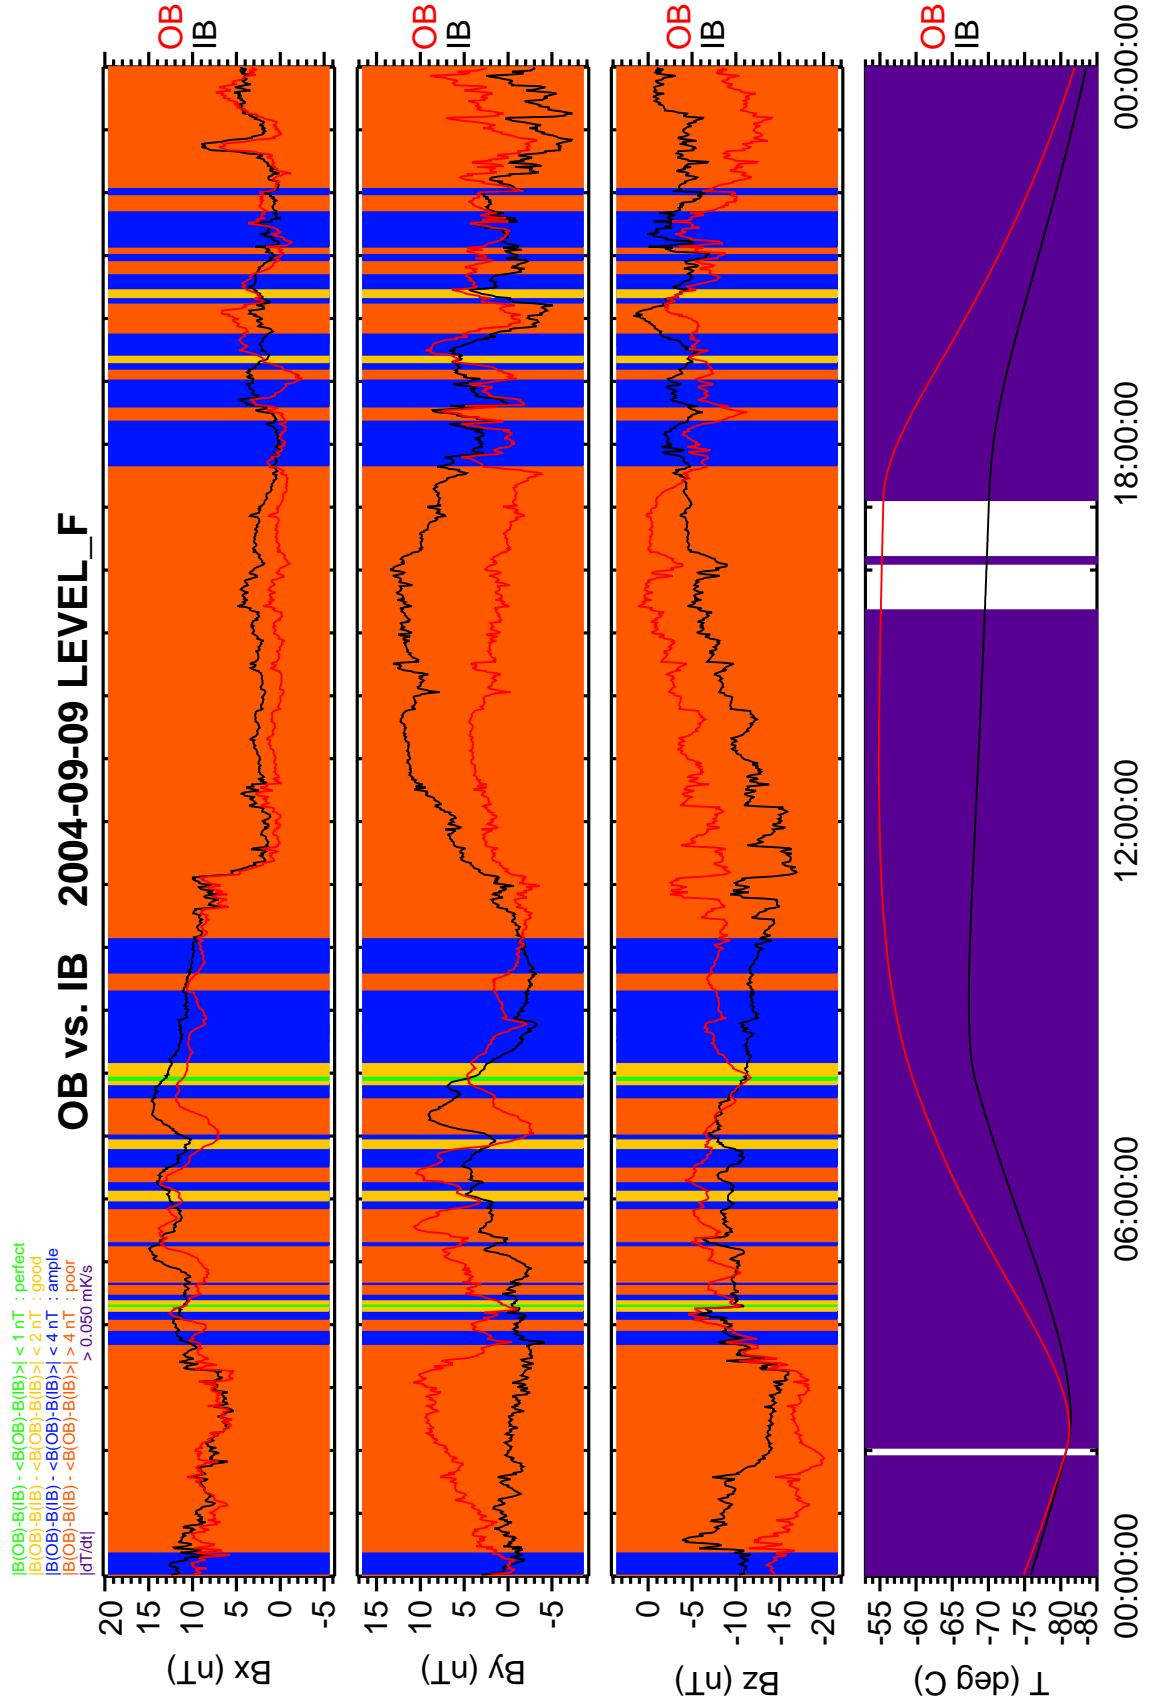 OB vs. IB 2004-09-09 LEVEL_F
|B(OB)-B(IB) - <B(OB)-B(IB)>| < 1 nT : perfect
|B(OB)-B(IB) - <B(OB)-B(IB)>| < 2 nT : good
|B(OB)-B(IB) - <B(OB)-B(IB)>| < 4 nT : ample
|B(OB)-B(IB) - <B(OB)-B(IB)>| > 4 nT : poor
|dT/dt| > 0.050 mK/s
Bx (nT)
20
15
10
5
0
-5
OB
IB
By (nT)
15
10
5
0
-5
OB
IB
Bz (nT)
0
-5
-10
-15
-20
OB
IB
T (deg C)
-55
-60
-65
-70
-75
-80
-85
OB
IB
00:00:00 06:00:00 12:00:00 18:00:00 00:00:00